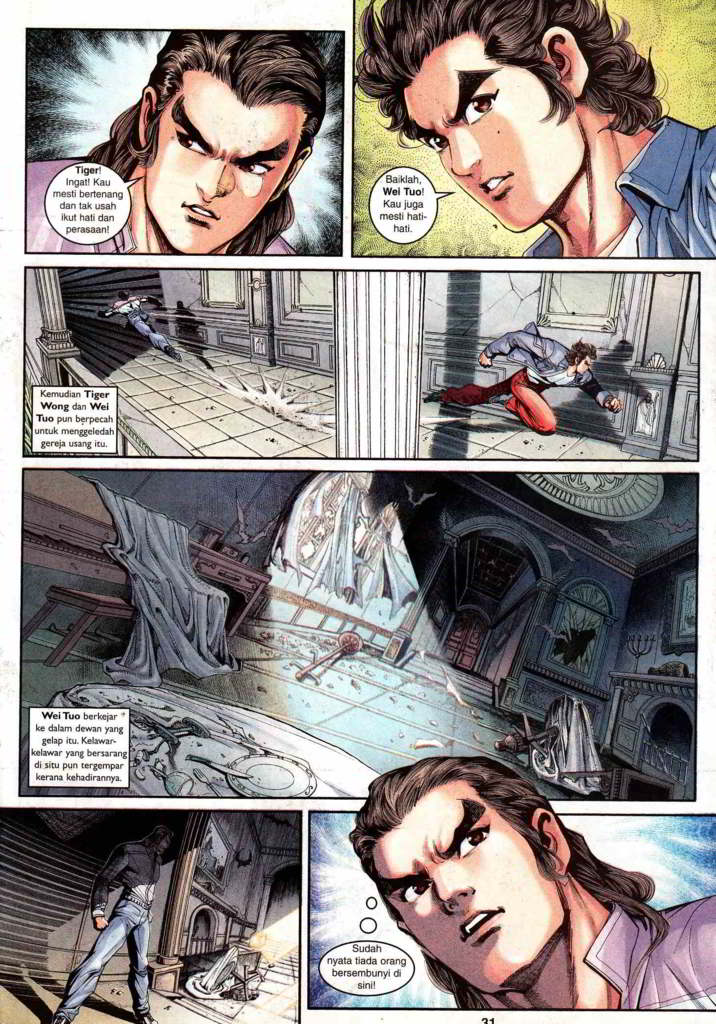 Tiger!
Ingat! Kau
mesti bertenang
dan tak usah
ikut hati dan
perasaan!
Baiklah,
Wei Tuo!
Kau juga
mesti hati-
hati.
Kemudian Tiger
Wong dan Wei
Tuo pun berpecah
untuk menggeledah
gereja usang itu.
Wei Tuo berkejar
ke dalam dewan yang
gelap itu. Kelawar-
kelawar yang bersarang
di situ pun tergempar
kerana kehadirannya.
Sudah
nyata tiada orang
bersembunyi di
sini!
31